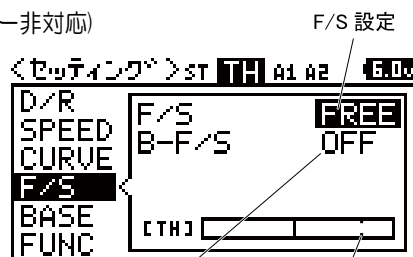 ー非対応)
F/S 設定
<セッティング>ST TH A1 A2 6.0v
D/R
SPEED
CURVE
F/S
BASE
FUNC
F/S FREE
B-F/S OFF
[TH]